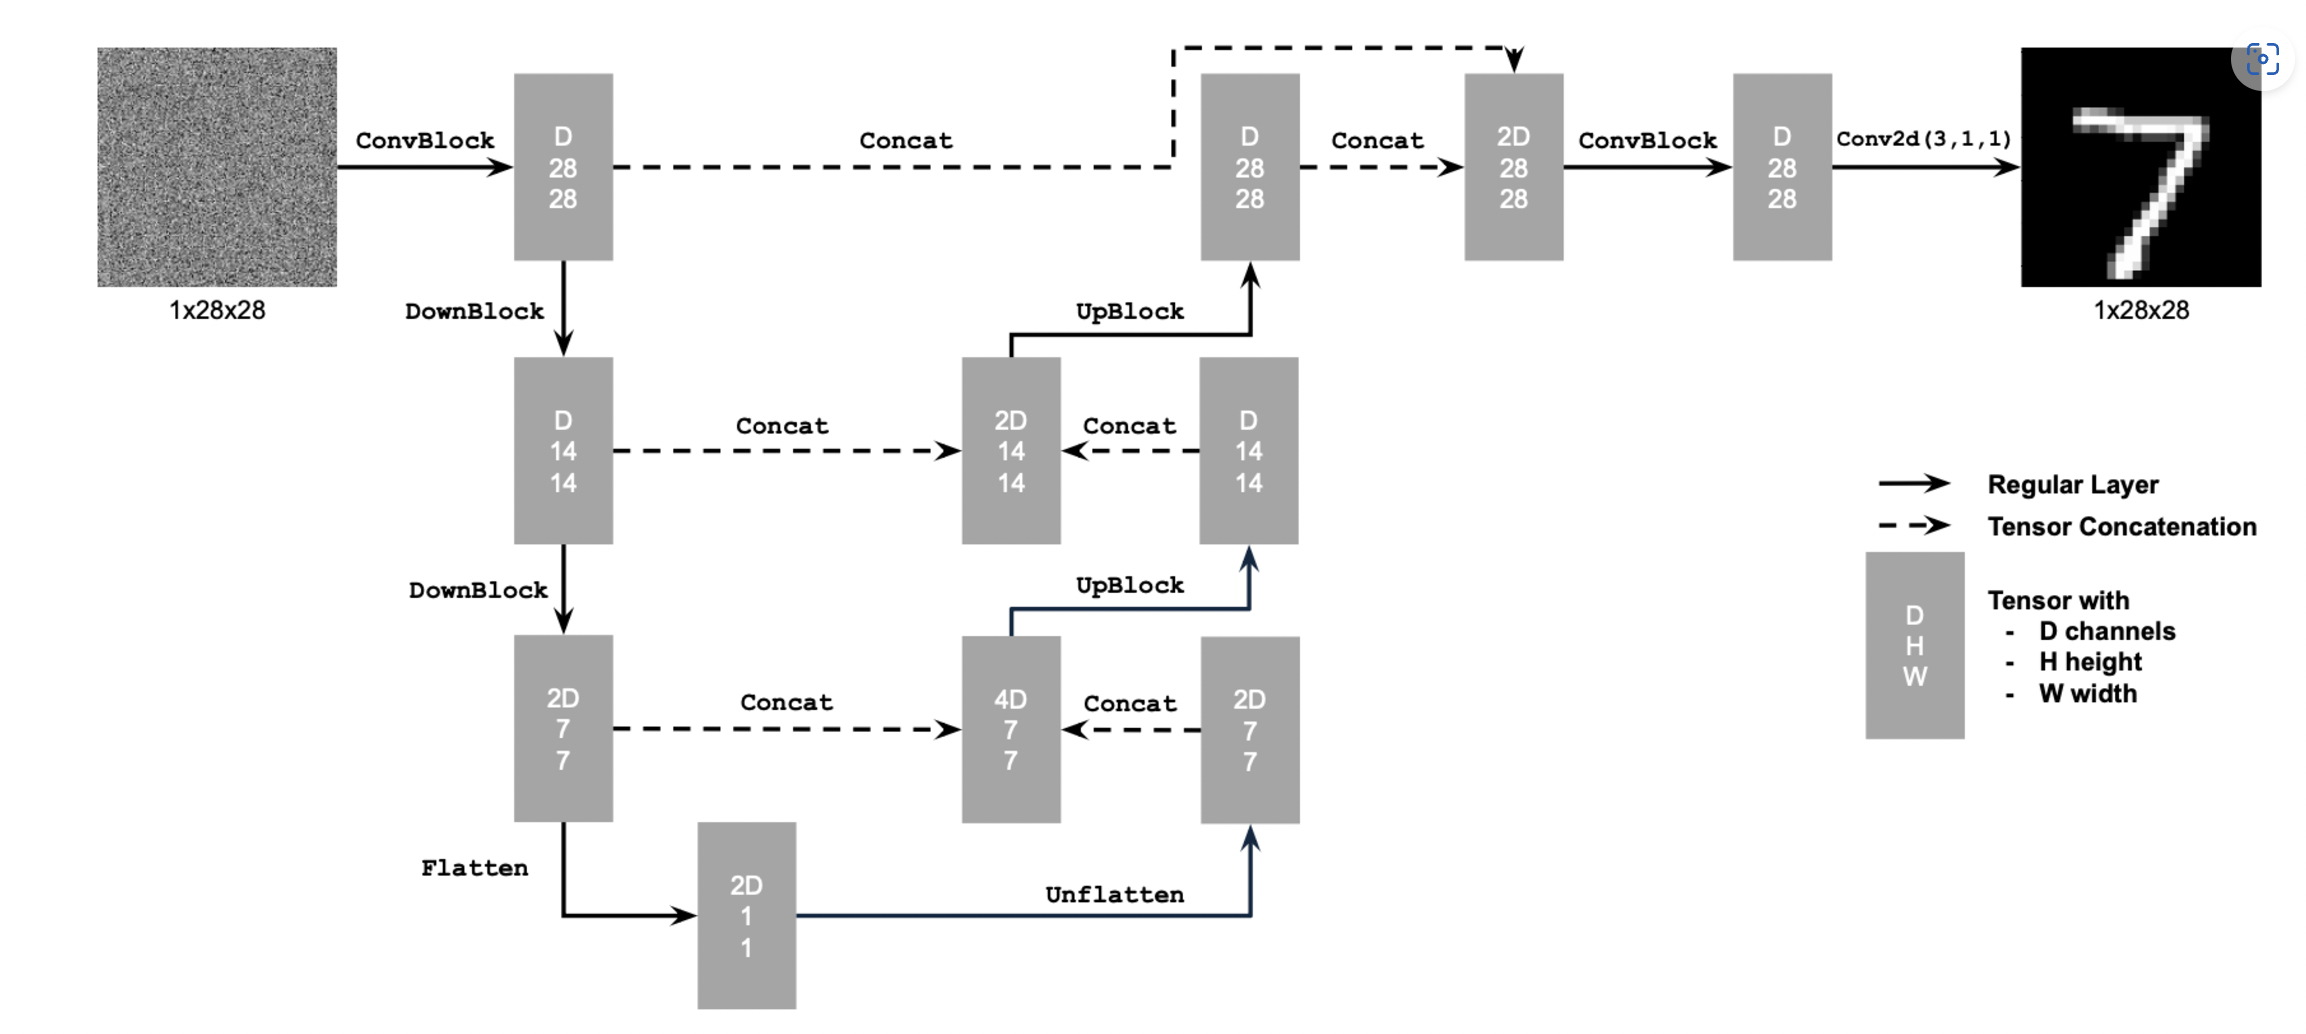 ConvBlock
D
28
28
Concat
D
28
28
Concat
2D
28
28
ConvBlock
D
28
28
Conv2d(3,1,1)
1x28x28
1x28x28
DownBlock
UpBlock
D
14
14
Concat
2D
14
14
Concat
D
14
14
DownBlock
UpBlock
2D
7
7
Concat
4D
7
7
Concat
2D
7
7
Flatten
2D
1
1
Unflatten
Regular Layer
Tensor Concatenation
D
H
W
Tensor with
- D channels
- H height
- W width